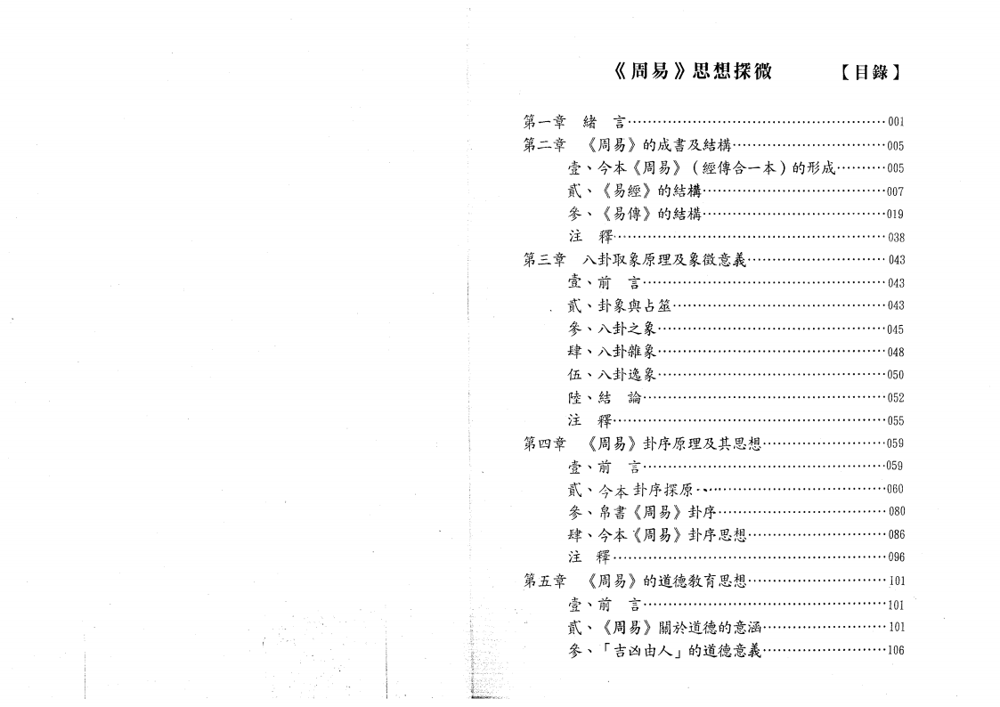 《周易》思想探微 【目錄】
第一章 緒 言……………………………………………001
第二章 《周易》的成書及結構…………………………005
壹、今本《周易》(經傳合一本)的形成………005
貳、《易經》的結構………………………………007
參、《易傳》的結構………………………………019
注 釋………………………………………………038
第三章 八卦取象原理及象徵意義………………………043
壹、前 言…………………………………………043
貳、卦象與占筮……………………………………043
參、八卦之象………………………………………045
肆、八卦雜象………………………………………048
伍、八卦逸象………………………………………050
陸、結 論…………………………………………052
注 釋………………………………………………055
第四章 《周易》卦序原理及其思想……………………059
壹、前 言…………………………………………059
貳、今本卦序探原…………………………………060
參、帛書《周易》卦序……………………………080
肆、今本《周易》卦序思想………………………086
注 釋………………………………………………096
第五章 《周易》的道德教育思想………………………101
壹、前 言…………………………………………101
貳、《周易》關於道德的意涵……………………101
參、「吉凶由人」的道德意義……………………106